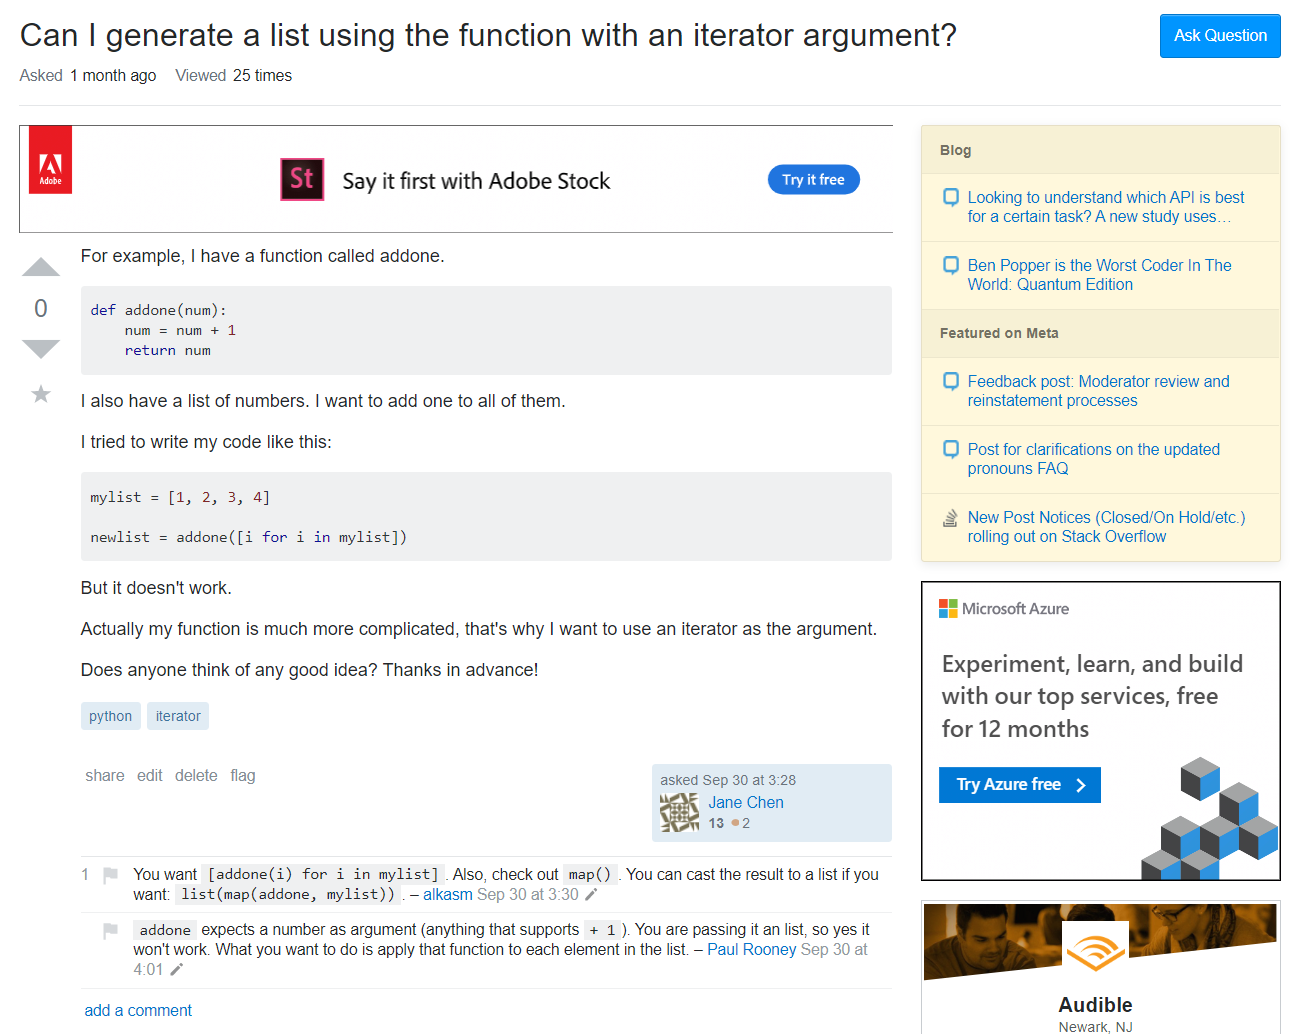 Can I generate a list using the function with an iterator argument?
Ask Question
Asked 1 month ago Viewed 25 times
Adobe
St
Say it first with Adobe Stock
Try it free
For example, I have a function called addone.
0
def addone(num):
    num = num + 1
    return num
I also have a list of numbers. I want to add one to all of them.
I tried to write my code like this:
mylist = [1, 2, 3, 4]
newlist = addone([i for i in mylist])
But it doesn't work.
Actually my function is much more complicated, that's why I want to use an iterator as the argument.
Does anyone think of any good idea? Thanks in advance!
python iterator
share edit delete flag
asked Sep 30 at 3:28
Jane Chen
13 2
1 You want [addone(i) for i in mylist] . Also, check out map() . You can cast the result to a list if you
want: list(map(addone, mylist)) . – alkasm Sep 30 at 3:30
addone expects a number as argument (anything that supports + 1 ). You are passing it an list, so yes it
won't work. What you want to do is apply that function to each element in the list. – Paul Rooney Sep 30 at
4:01
add a comment
Blog
Looking to understand which API is best
for a certain task? A new study uses…
Ben Popper is the Worst Coder In The
World: Quantum Edition
Featured on Meta
Feedback post: Moderator review and
reinstatement processes
Post for clarifications on the updated
pronouns FAQ
New Post Notices (Closed/On Hold/etc.)
rolling out on Stack Overflow
Microsoft Azure
Experiment, learn, and build
with our top services, free
for 12 months
Try Azure free
Audible
Newark, NJ